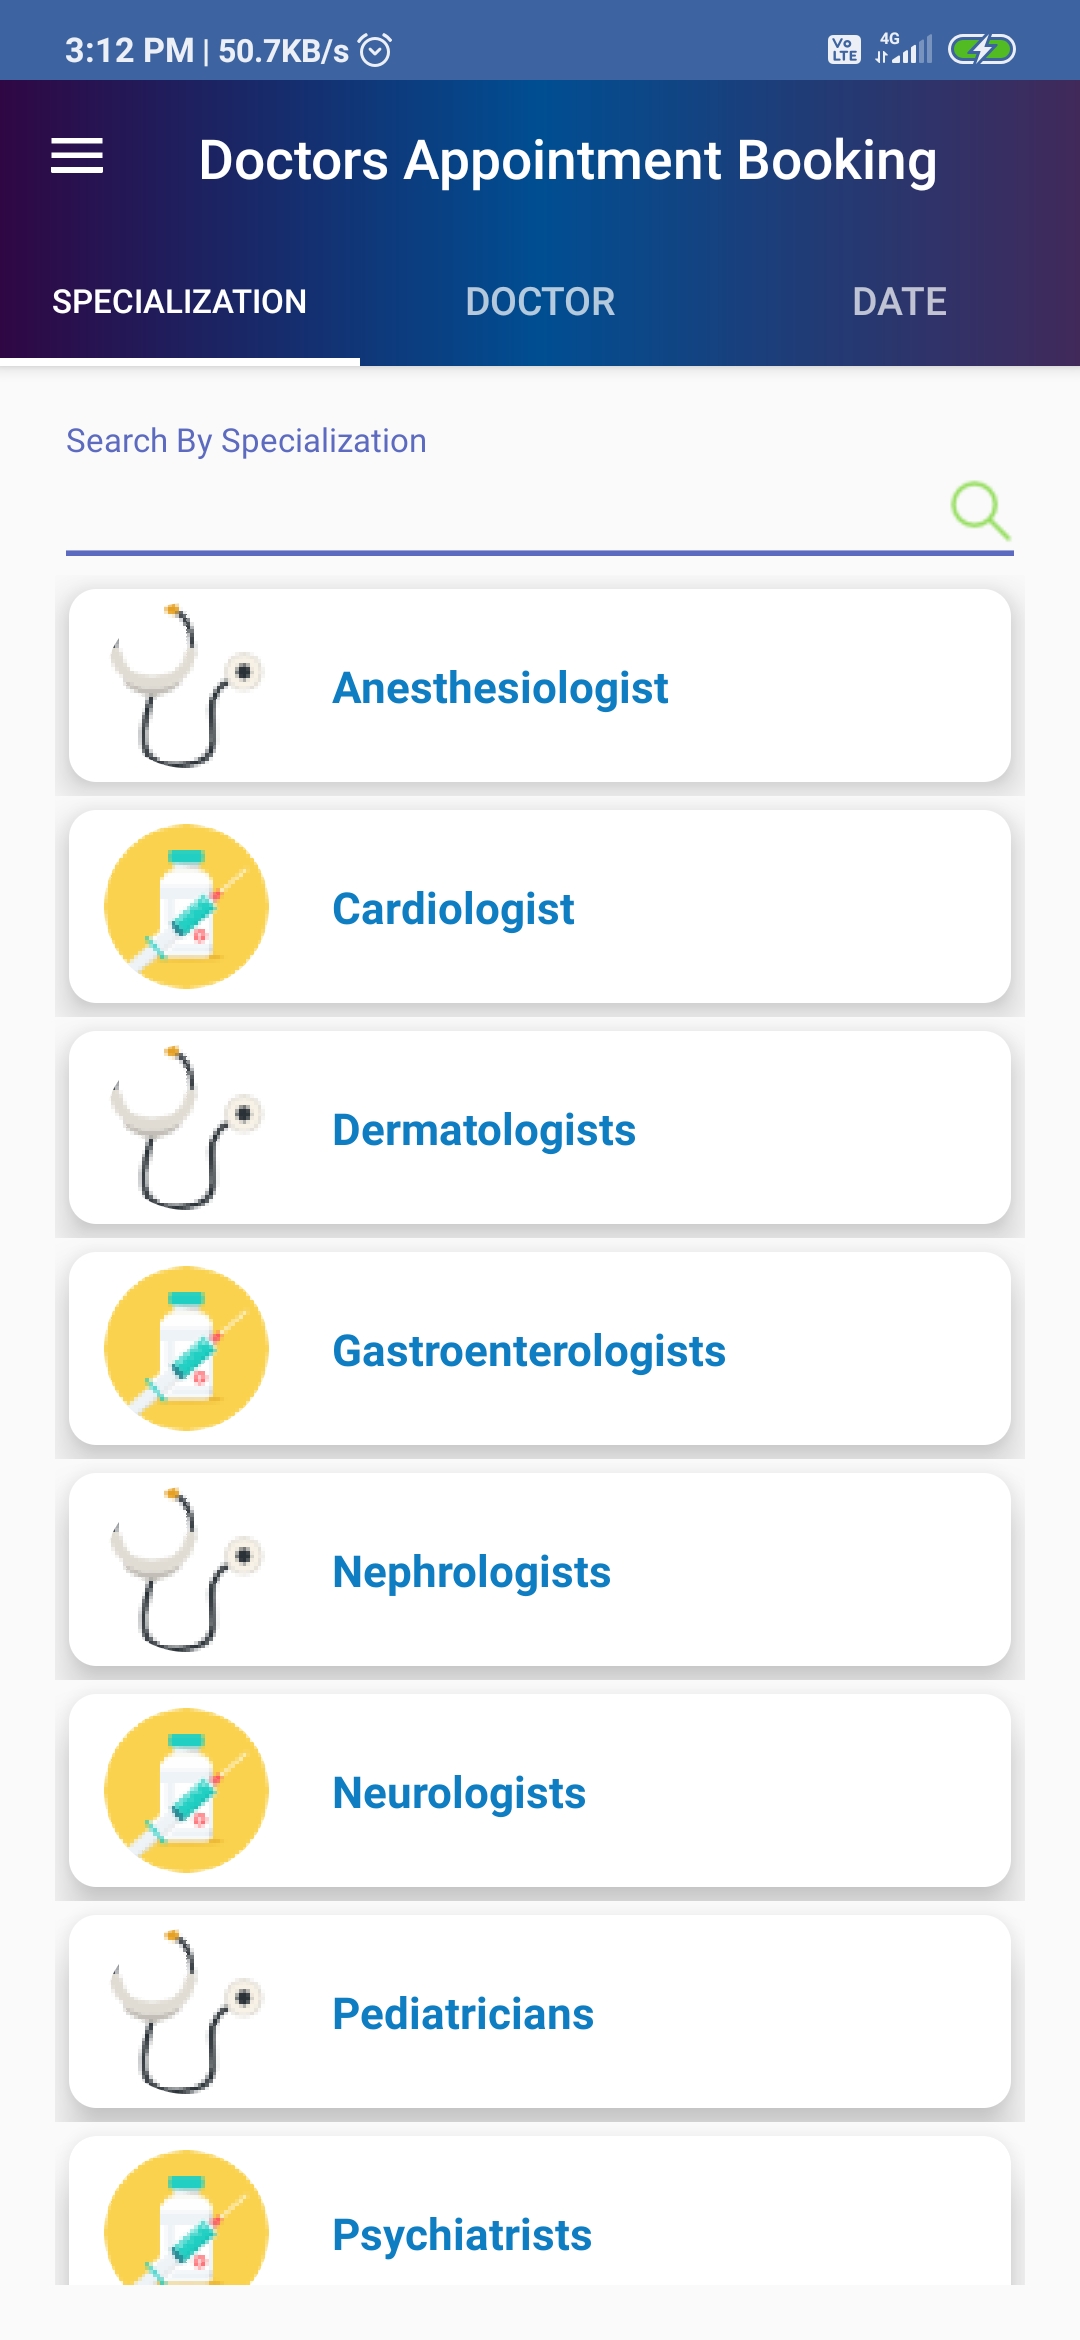 3:12 PM | 50.7KB/s
Vo LTE 4G
Doctors Appointment Booking
SPECIALIZATION DOCTOR DATE
Search By Specialization
Anesthesiologist
Cardiologist
Dermatologists
Gastroenterologists
Nephrologists
Neurologists
Pediatricians
Psychiatrists